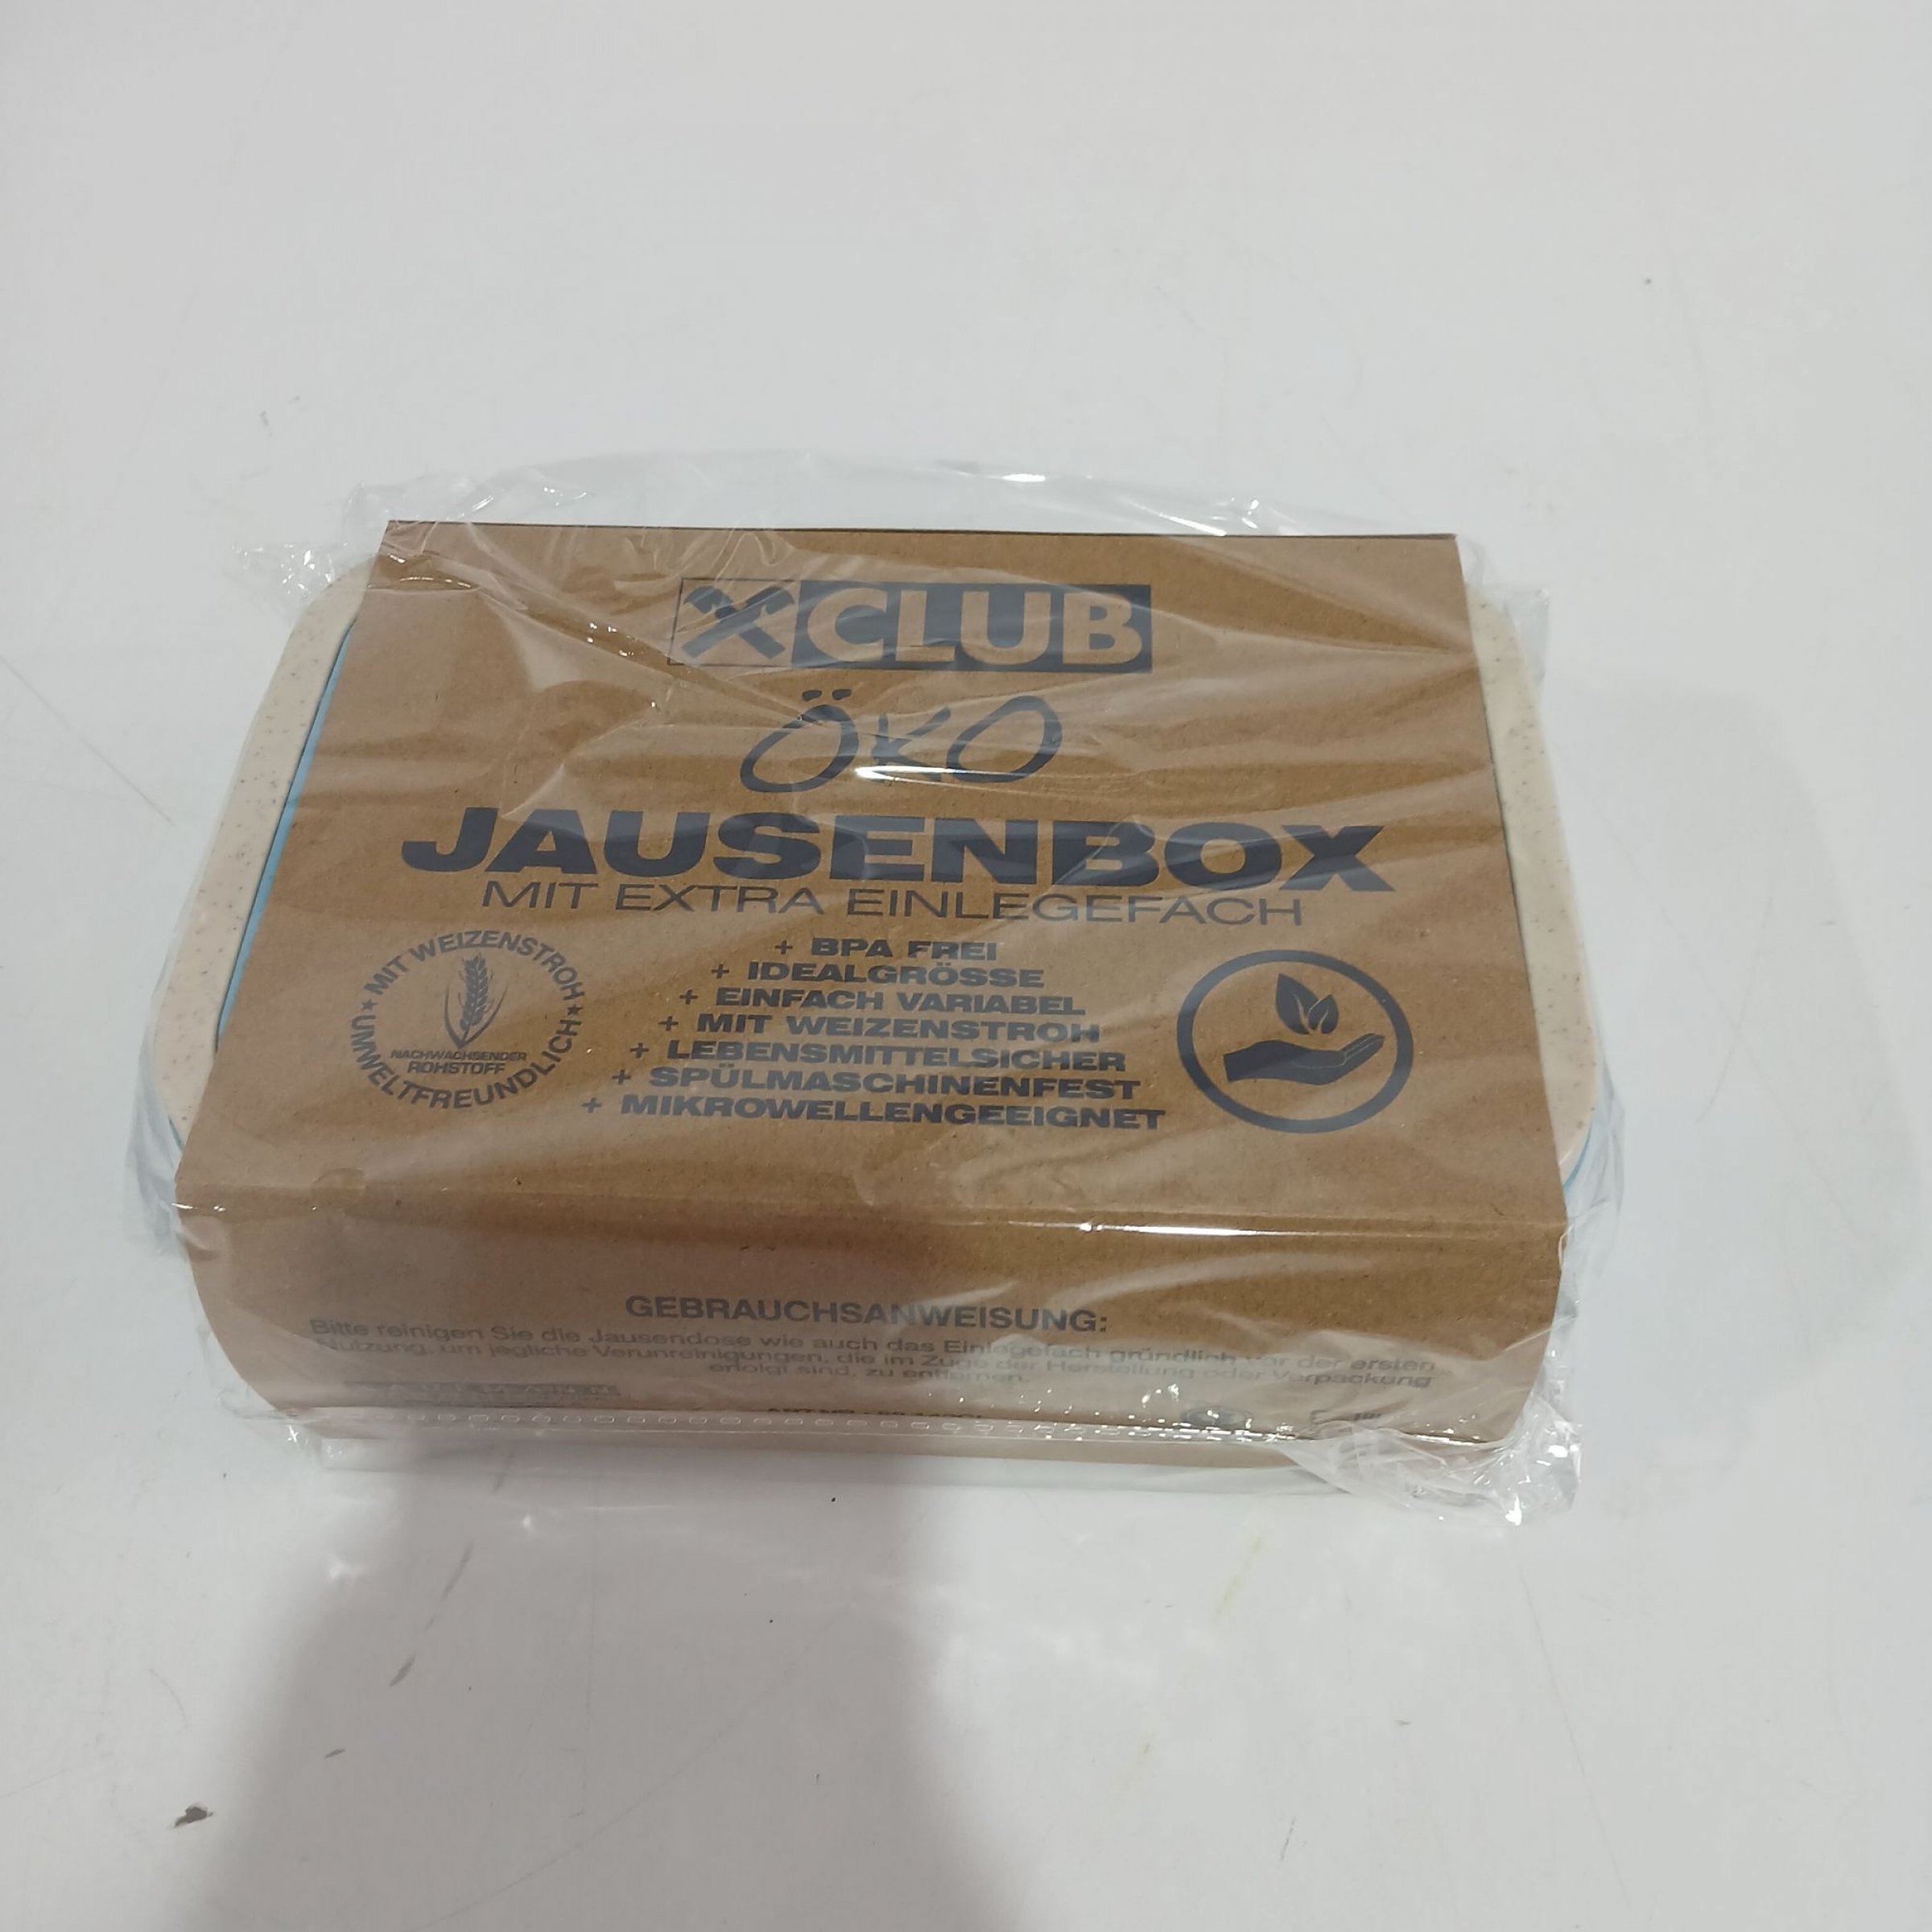 CLUB
ÖKO
JAUSENBOX
MIT EXTRA EINLEGEFACH
MIT WEIZENSTROH
UMWELTFREUNDLICH
NACHWACHSENDER
ROHSTOFF
+ BPA FREI
+ IDEALGRÖSSE
+ EINFACH VARIABEL
+ MIT WEIZENSTROH
+ LEBENSMITTELSICHER
+ SPÜLMASCHINENFEST
+ MIKROWELLENGEEIGNET
GEBRAUCHSANWEISUNG:
Bitte reinigen Sie die Jausendose wie auch das Einlegefach gründlich vor der ersten
Nutzung, um jegliche Verunreinigungen, die im Zuge der Herstellung oder Verpackung
erfolgt sind, zu entfernen.